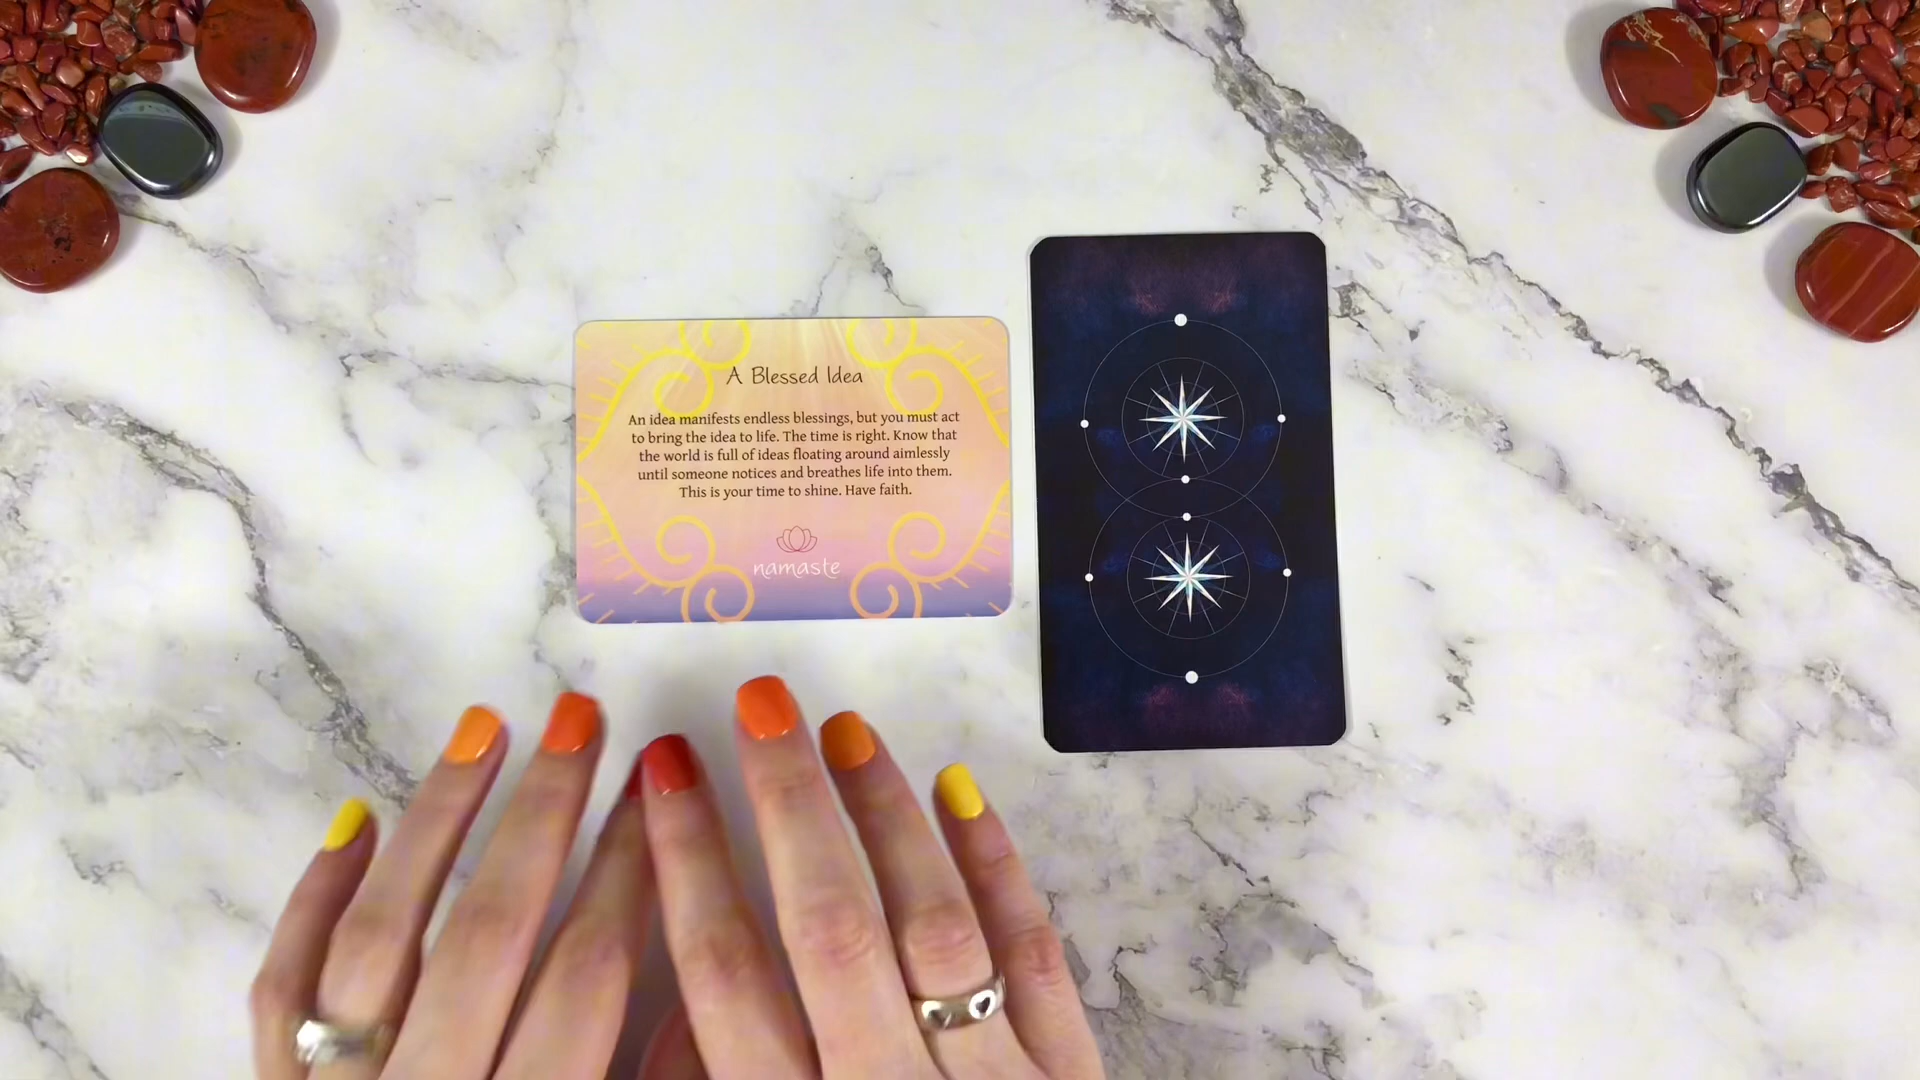 A Blessed Idea
An idea manifests endless blessings, but you must act
to bring the idea to life. The time is right. Know that
the world is full of ideas floating around aimlessly
until someone notices and breathes life into them.
This is your time to shine. Have faith.
namaste